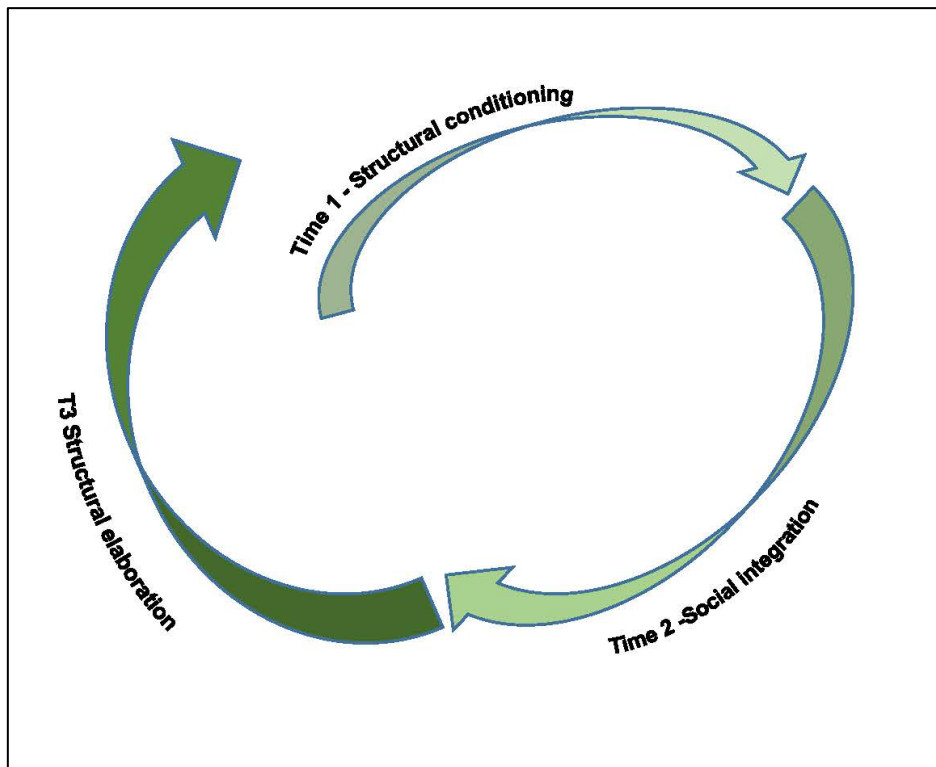 Time 1 - Structural conditioning
Time 2 -Social integration
T3 Structural elaboration